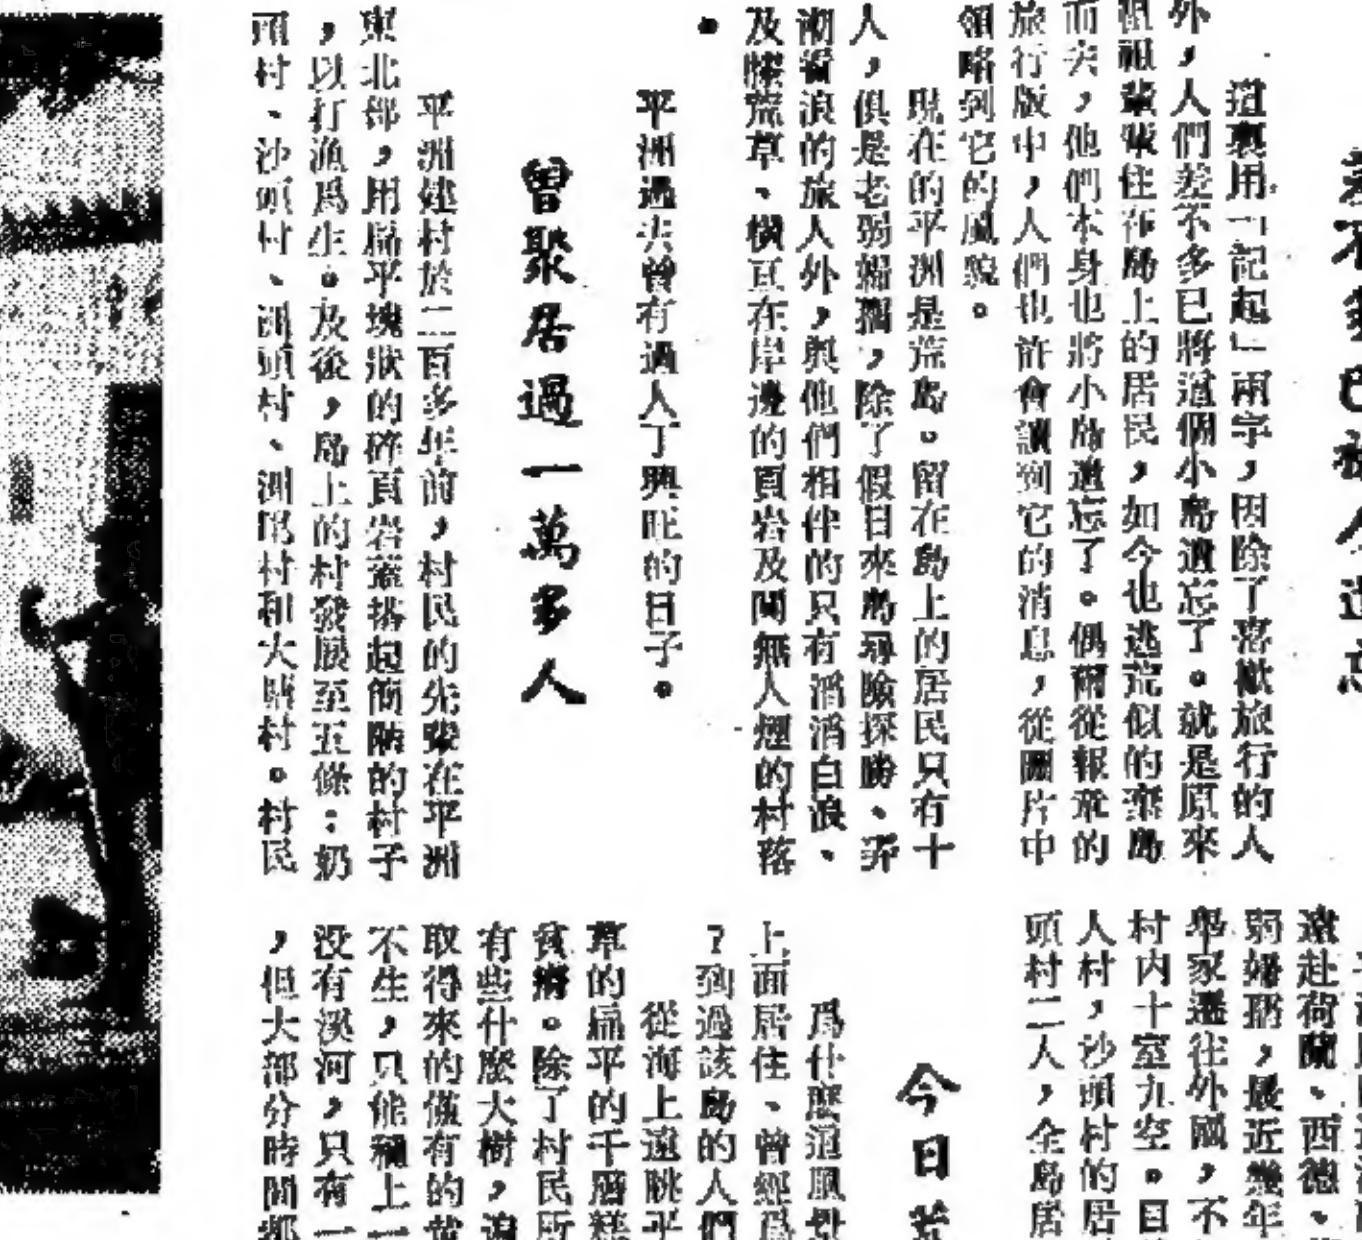 差不多已被人遺忘
這裏用「記起」兩字，因除了喜歡旅行的人
外，人們差不多已將這個小島遺忘了。就是原來
祖祖輩輩住在島上的居民，如今也逃荒似的棄島
而去，他們本身也將小島遺忘了。偶爾從報章的
旅行版中，人們也許會讀到它的消息，從圖片中
領略到它的風貌。
現在的平洲是荒島。留在島上的居民只有十
人，俱是老弱婦孺，除了假日來島尋險探勝、弄
潮看浪的旅人外，與他們相伴的只有滔滔白浪、
及萋荒草、橫亘在岸邊的頁岩及闃無人煙的村落
。
平洲過去曾有過人丁興旺的日子。
曾聚居過一萬多人
平洲建村於二百多年前，村民的先輩在平洲
東北部，用扁平塊狀的碎頁岩搭起簡陋的村子
，以打漁爲生。及後，島上的村發展至五條：奶
頭村、沙頭村、洲頭村、洲尾村和大塘村。村民
遠赴荷蘭、西德、
弱婦孺，最近幾年
舉家遷往外國，不
村內十室九空。目
人村，沙頭村的居
頭村二人，全島居
今日
爲什麼這風
上面居住、曾經爲
？到過該島的人們
從海上遠眺平
草的扁平的千層糕
貧瘠。除了村民所
有些什麼大樹，
取得來的僅有的
不生，只能種上一
沒有溪河，只有一
，但大部分時間都